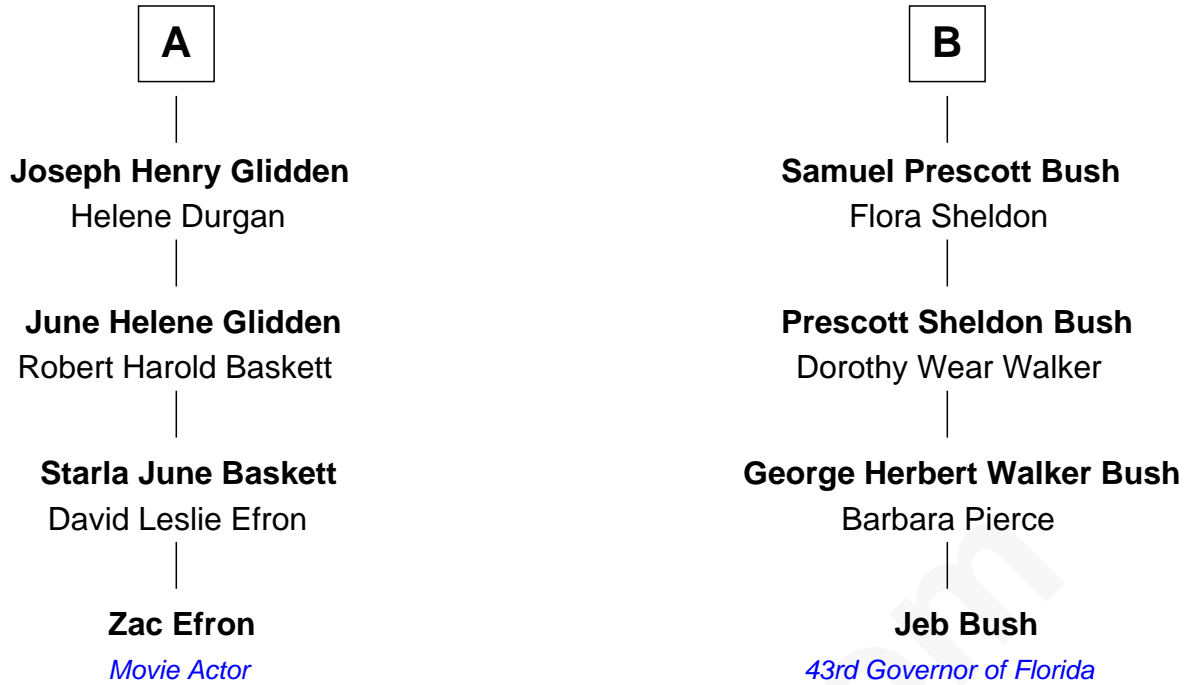 A
Joseph Henry Glidden
Helene Durgan
June Helene Glidden
Robert Harold Baskett
Starla June Baskett
David Leslie Efron
Zac Efron
Movie Actor
B
Samuel Prescott Bush
Flora Sheldon
Prescott Sheldon Bush
Dorothy Wear Walker
George Herbert Walker Bush
Barbara Pierce
Jeb Bush
43rd Governor of Florida